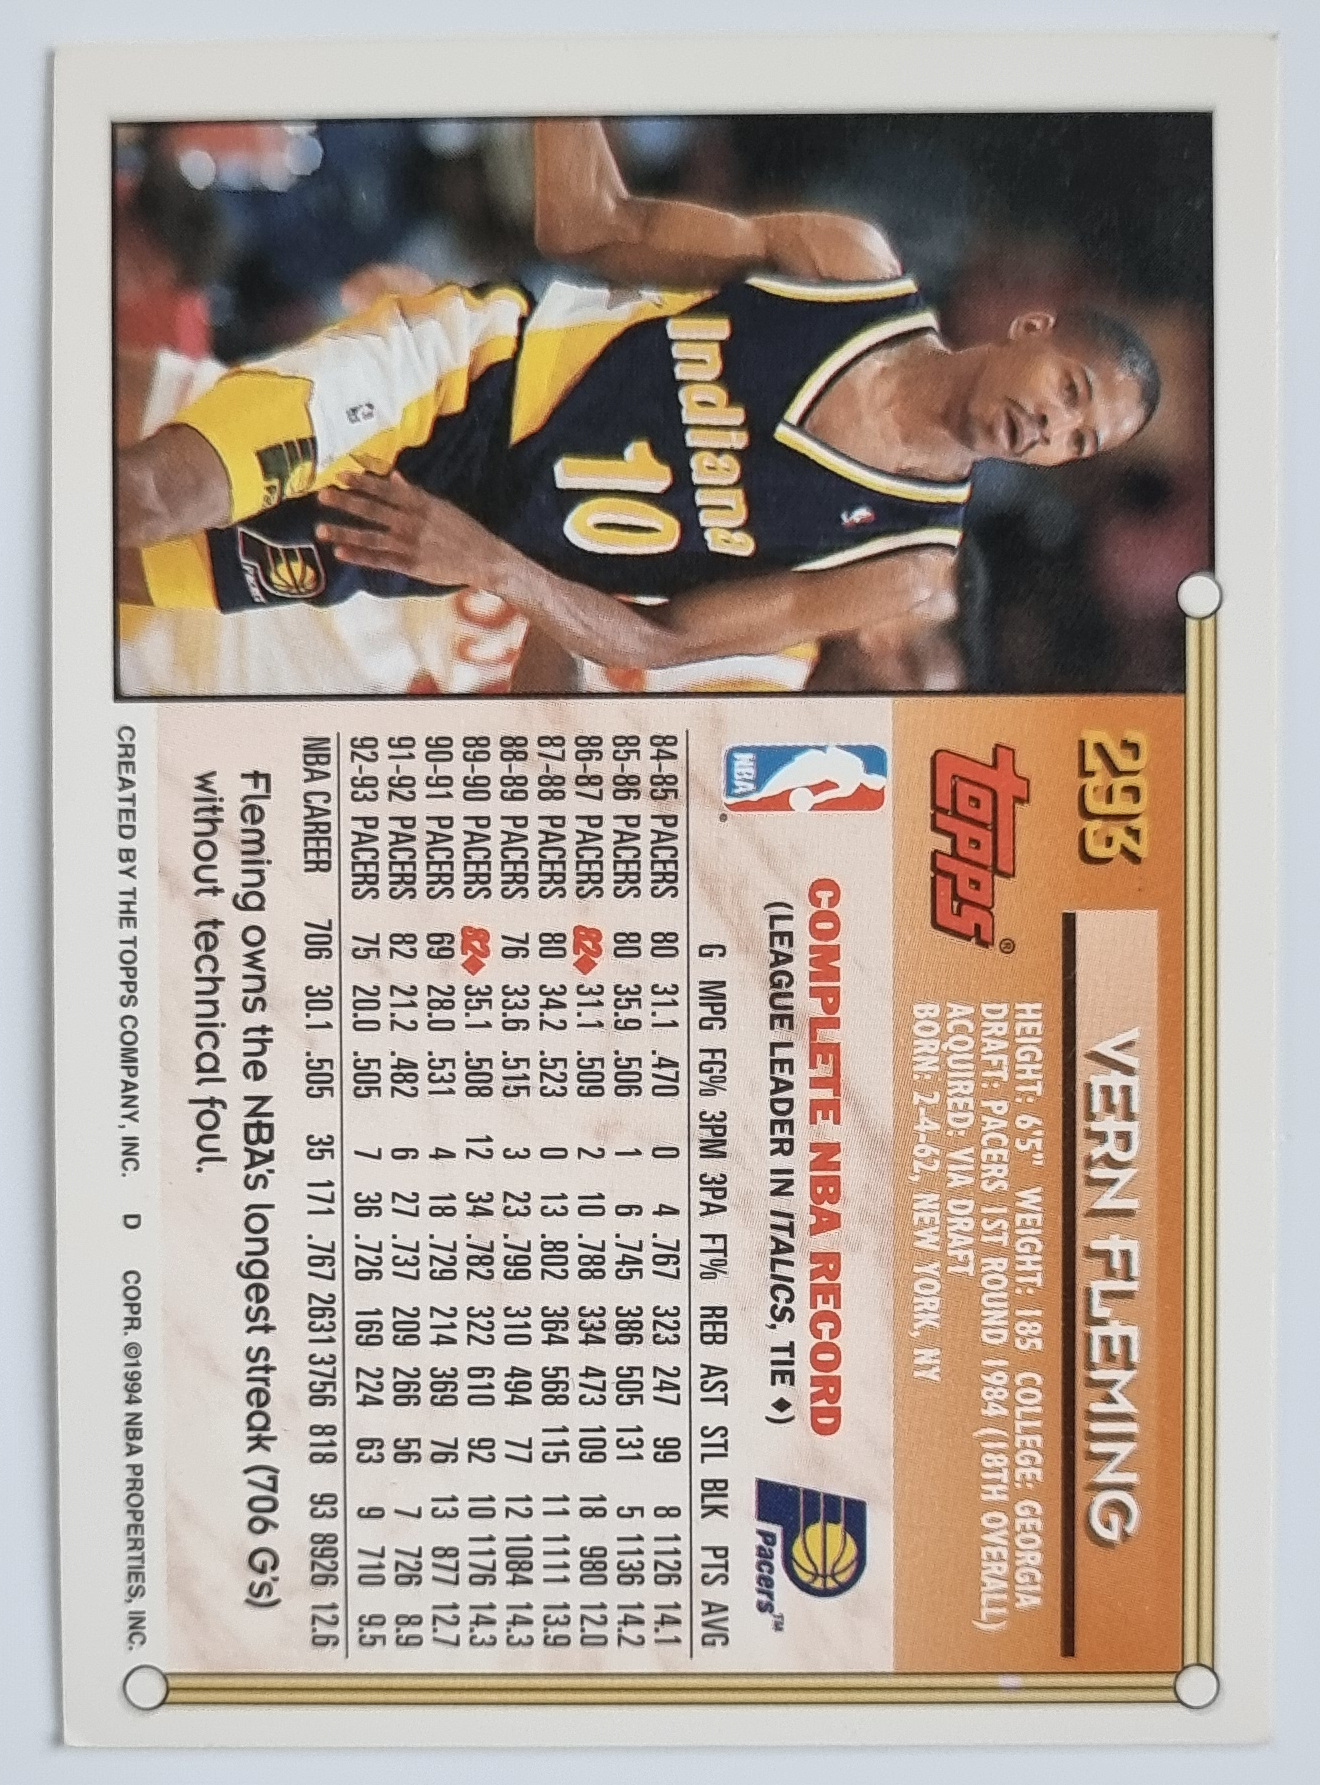 293
VERN FLEMING
TOPPS®
HEIGHT: 6'5" WEIGHT: 185 COLLEGE: GEORGIA
DRAFT: PACERS 1ST ROUND 1984 (18TH OVERALL)
ACQUIRED: VIA DRAFT
BORN: 2-4-62, NEW YORK, NY
NBA
COMPLETE NBA RECORD
(LEAGUE LEADER IN ITALICS, TIE ◆)
Pacers™
G MPG FG% 3PM 3PA FT% REB AST STL BLK PTS AVG
84-85 PACERS 80 31.1 .470 0 4 .767 323 247 99 8 1126 14.1
85-86 PACERS 80 35.9 .506 1 6 .745 386 505 131 5 1136 14.2
86-87 PACERS 82◆ 31.1 .509 2 10 .788 334 473 109 18 980 12.0
87-88 PACERS 80 34.2 .523 0 13 .802 364 568 115 11 1111 13.9
88-89 PACERS 76 33.6 .515 3 23 .799 310 494 77 12 1084 14.3
89-90 PACERS 82◆ 35.1 .508 12 34 .782 322 610 92 10 1176 14.3
90-91 PACERS 69 28.0 .531 4 18 .729 214 369 76 13 877 12.7
91-92 PACERS 82 21.2 .482 6 27 .737 209 266 56 7 726 8.9
92-93 PACERS 75 20.0 .505 7 36 .726 169 224 63 9 710 9.5
NBA CAREER 706 30.1 .505 35 171 .767 2631 3756 818 93 8926 12.6
Fleming owns the NBA's longest streak (706 G's)
without technical foul.
CREATED BY THE TOPPS COMPANY, INC. D COPR. ©1994 NBA PROPERTIES, INC.
Indiana
10